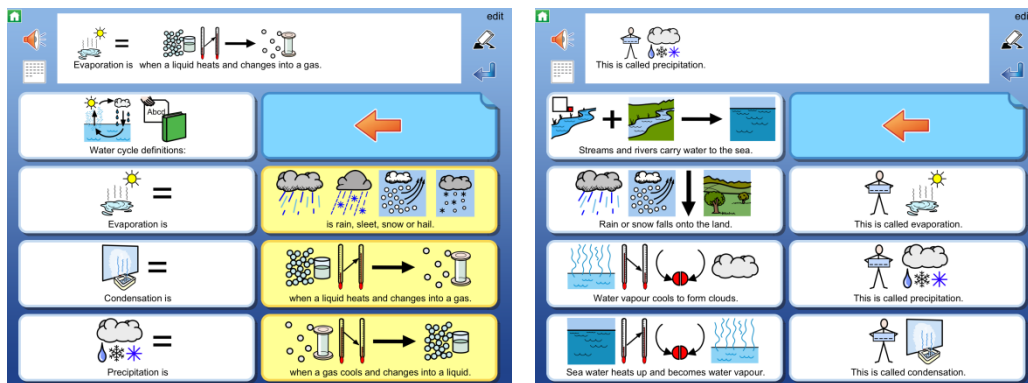 edit
Evaporation is when a liquid heats and changes into a gas.
Abcd
Water cycle definitions:
Evaporation is
is rain, sleet, snow or hail.
Condensation is
when a liquid heats and changes into a gas.
Precipitation is
when a gas cools and changes into a liquid.
edit
This is called precipitation.
Streams and rivers carry water to the sea.
Rain or snow falls onto the land.
This is called evaporation.
Water vapour cools to form clouds.
This is called precipitation.
Sea water heats up and becomes water vapour.
This is called condensation.